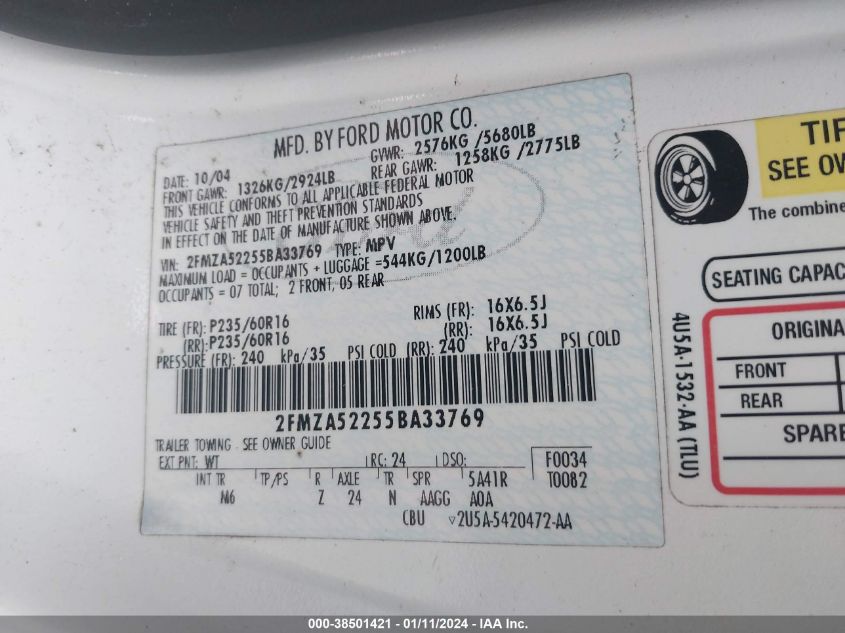 MFD. BY FORD MOTOR CO.
DATE: 10/04 GVWR: 2576KG /5680LB
FRONT GAWR: 1326KG/2924LB REAR GAWR: 1258KG /2775LB
THIS VEHICLE CONFORMS TO ALL APPLICABLE FEDERAL MOTOR
VEHICLE SAFETY AND THEFT PREVENTION STANDARDS
IN EFFECT ON THE DATE OF MANUFACTURE SHOWN ABOVE.
VIN: 2FMZA52255BA33769 TYPE: MPV
MAXIMUM LOAD = OCCUPANTS + LUGGAGE =544KG/1200LB
OCCUPANTS = 07 TOTAL; 2 FRONT, 05 REAR
TIRE (FR): P235/60R16 RIMS (FR): 16X6.5J
(RR): P235/60R16 (RR): 16X6.5J
PRESSURE (FR): 240 kPa/35 PSI COLD (RR): 240 kPa/35 PSI COLD
2FMZA52255BA33769
TRAILER TOWING - SEE OWNER GUIDE
EXT PNT: WT RC: 24 DSO: F0034
INT TR TP/PS R AXLE TR SPR 5A41R T0082
M6 Z 24 N AAGG A0A
CBU v2U5A-5420472-AA
TIF
SEE OW
The combine
SEATING CAPAC
ORIGINA
FRONT
REAR
SPARE
4U5A-1532-AA (TLU)
000-38501421 - 01/11/2024 - IAA Inc.